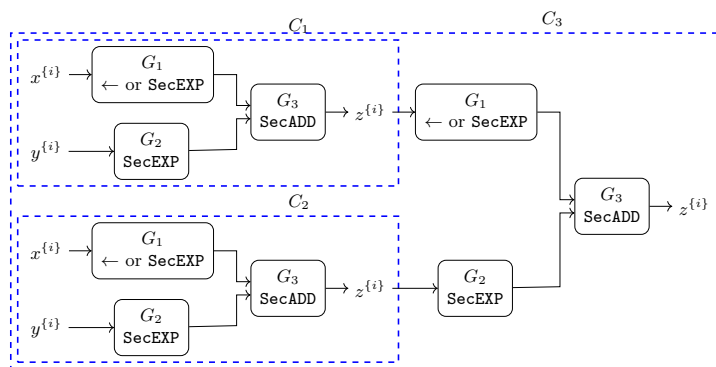 C₁
C₃
x^{i}
G₁
← or SecEXP
G₃
SecADD
z^{i}
y^{i}
G₂
SecEXP
G₁
← or SecEXP
G₃
SecADD
z^{i}
C₂
x^{i}
G₁
← or SecEXP
G₃
SecADD
z^{i}
y^{i}
G₂
SecEXP
G₂
SecEXP